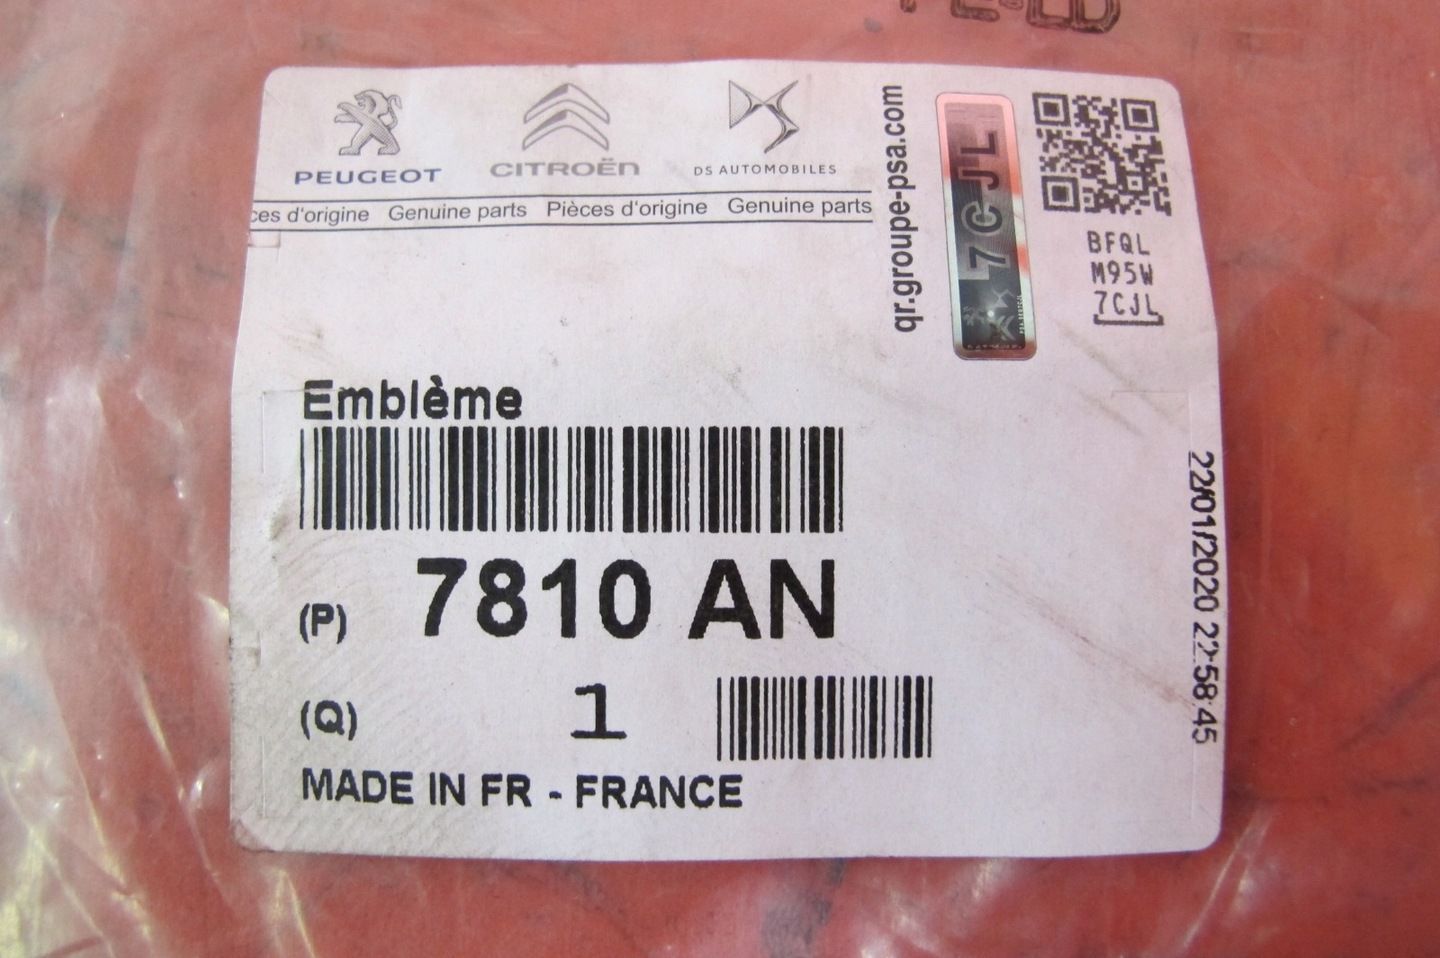 PEUGEOT
CITROËN
DS AUTOMOBILES
ces d'origine Genuine parts Pièces d'origine Genuine parts
qr.groupe-psa.com
7CJL
BFQL
M95W
7CJL
Emblème
(P) 7810 AN
(Q) 1
MADE IN FR - FRANCE
22/01/2020 22:58:45